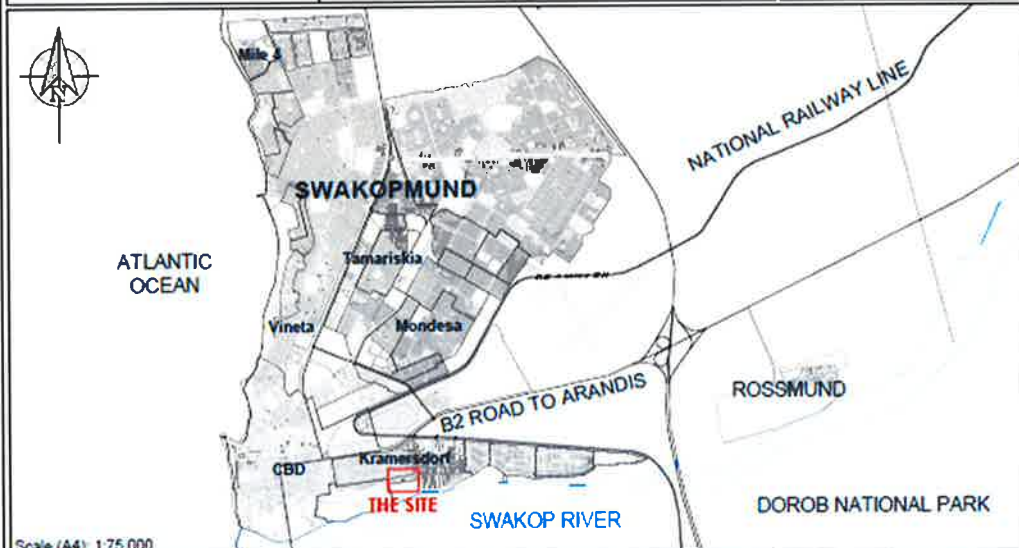 N
Mile 4
SWAKOPMUND
NATIONAL RAILWAY LINE
ATLANTIC
OCEAN
Tamariskia
Vineta
Mondesa
B2 ROAD TO ARANDIS
ROSSMUND
Kramersdorf
CBD
THE SITE
SWAKOP RIVER
DOROB NATIONAL PARK
Scale (A4): 1:75 000